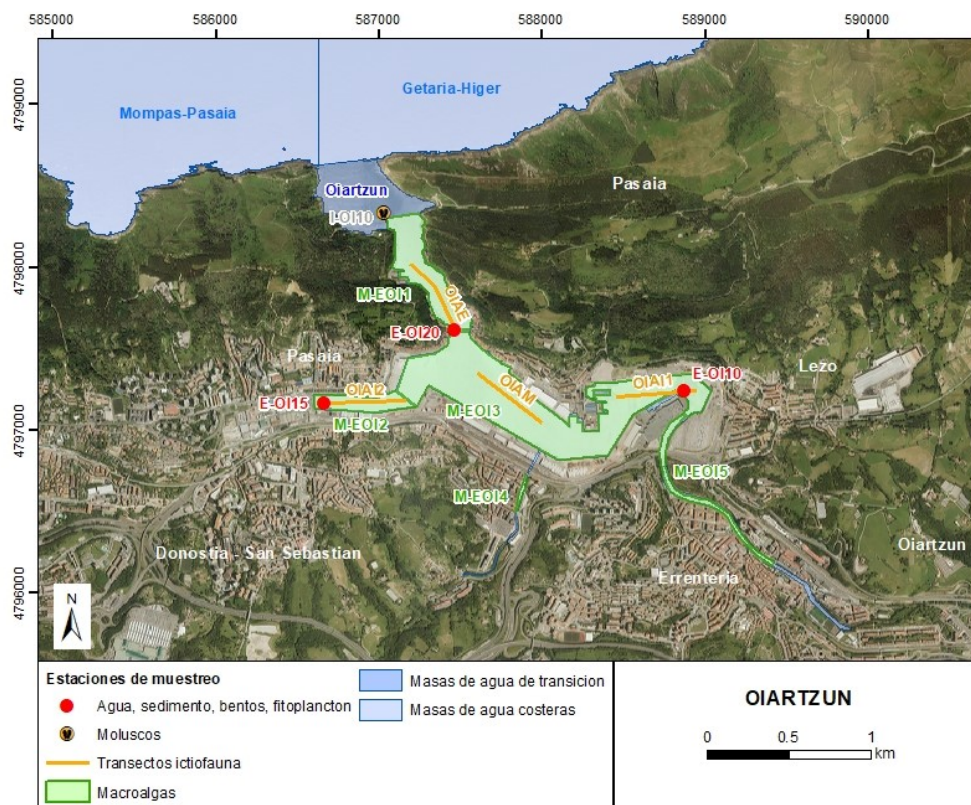 585000
586000
587000
588000
589000
590000
4799000
4798000
4797000
4796000
Getaria-Higer
Mompas-Pasaia
Oiartzun
Pasaia
I-OI10
M-EOI1
OIAE
E-OI20
Pasaia
Lezo
OIAI1
E-OI10
OIAI2
OIAM
E-OI15
M-EOI2
M-EOI3
M-EOI5
M-EOI4
Donostia - San Sebastian
Oiartzun
Errenteria
N
Estaciones de muestreo
Agua, sedimento, bentos, fitoplancton
Moluscos
Transectos ictiofauna
Macroalgas
Masas de agua de transicion
Masas de agua costeras
OIARTZUN
0 0.5 1
km